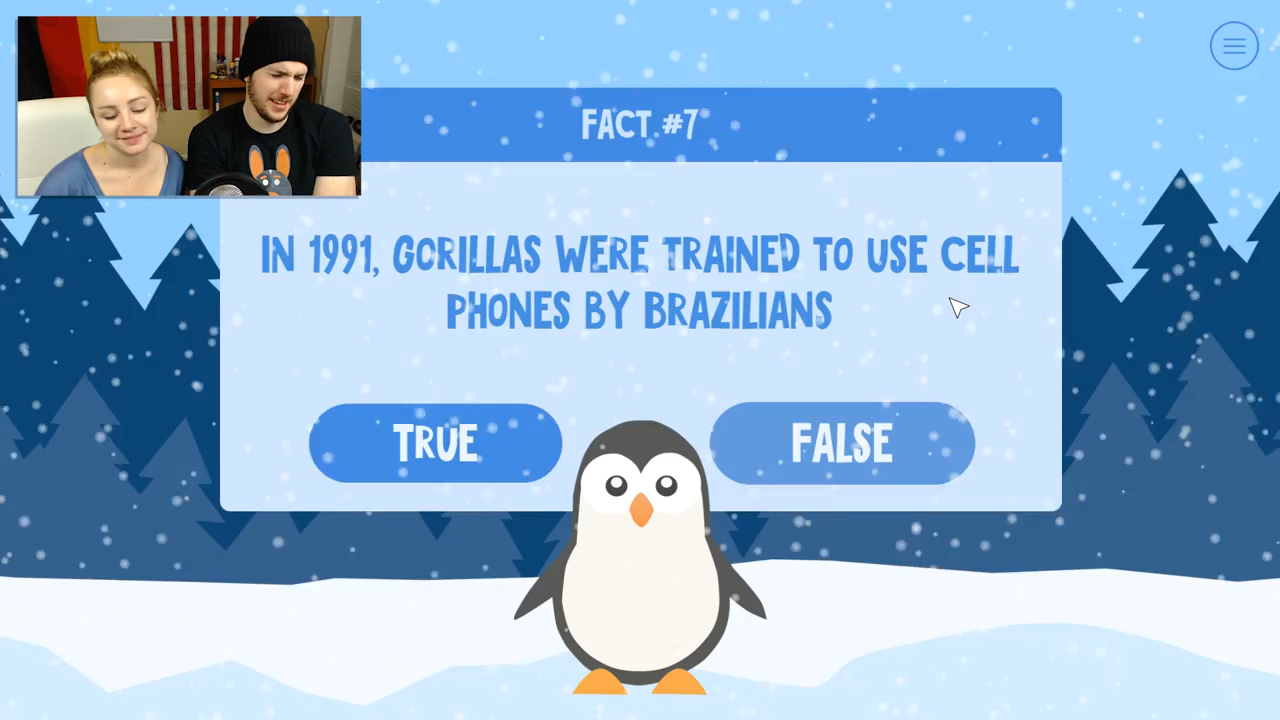 FACT #7
IN 1991, GORILLAS WERE TRAINED TO USE CELL
PHONES BY BRAZILIANS
TRUE
FALSE